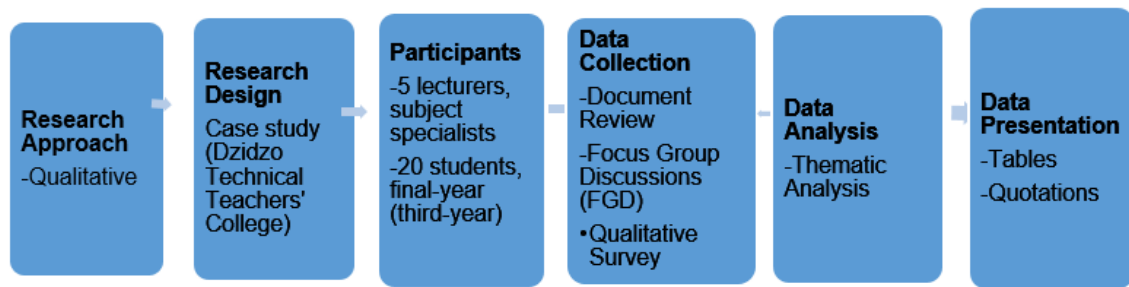 Research
Approach
-Qualitative
Research
Design
Case study
(Dzidzo
Technical
Teachers'
College)
Participants
-5 lecturers,
subject
specialists
-20 students,
final-year
(third-year)
Data
Collection
-Document
Review
-Focus Group
Discussions
(FGD)
•Qualitative
Survey
Data
Analysis
-Thematic
Analysis
Data
Presentation
-Tables
-Quotations